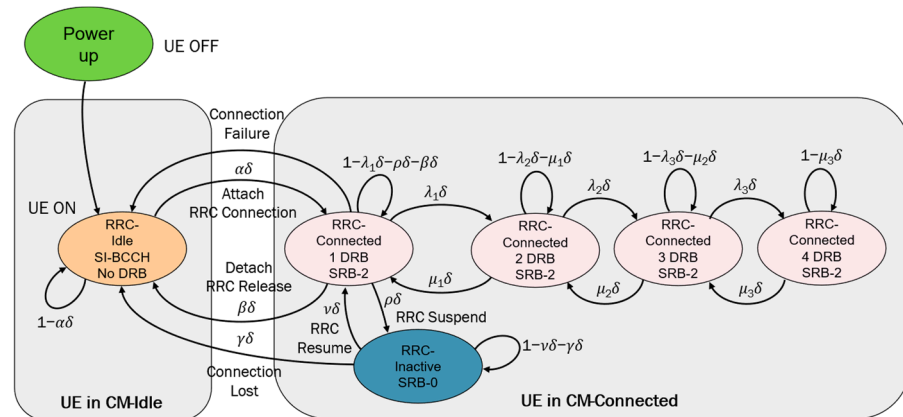 Power
up
UE OFF
Connection
Failure
αδ
Attach
RRC Connection
UE ON
RRC-
Idle
SI-BCCH
No DRB
1−αδ
Detach
RRC Release
βδ
γδ
Connection
Lost
UE in CM-Idle
1−λ₁δ−ρδ−βδ
RRC-
Connected
1 DRB
SRB-2
λ₁δ
μ₁δ
1−λ₂δ−μ₁δ
RRC-
Connected
2 DRB
SRB-2
λ₂δ
μ₂δ
1−λ₃δ−μ₂δ
RRC-
Connected
3 DRB
SRB-2
λ₃δ
μ₃δ
1−μ₃δ
RRC-
Connected
4 DRB
SRB-2
νδ
RRC
Resume
ρδ
RRC Suspend
RRC-
Inactive
SRB-0
1−νδ−γδ
UE in CM-Connected